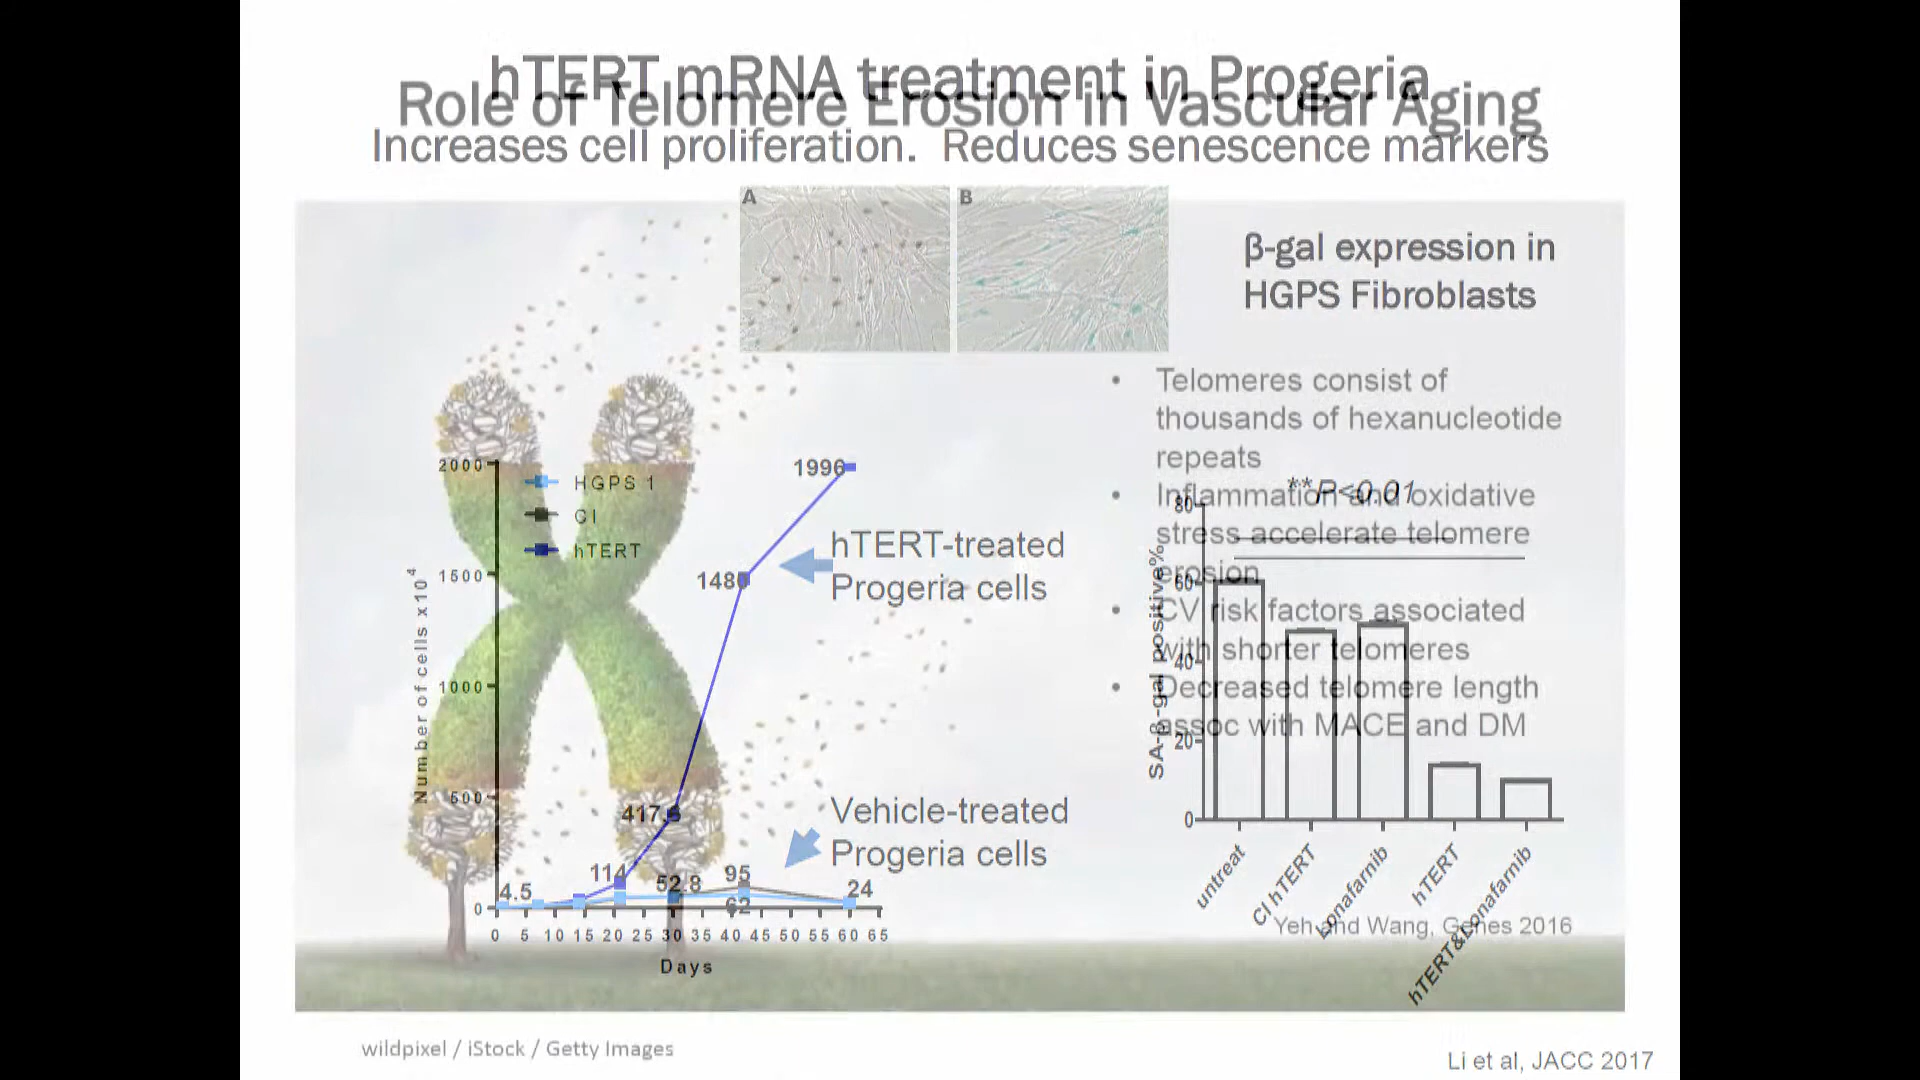 hTERT mRNA treatment in Progeria
Role of Telomere Erosion in Vascular Aging
Increases cell proliferation.  Reduces senescence markers
A
B
β-gal expression in
HGPS Fibroblasts
• Telomeres consist of
thousands of hexanucleotide
repeats
• Inflammation and oxidative
stress accelerate telomere
erosion
• CV risk factors associated
with shorter telomeres
• Decreased telomere length
assoc with MACE and DM
Number of cells x10⁴
2000
1500
1000
500
0
HGPS 1
CI
hTERT
1996
1480
417.6
114
4.5
52.8
95
62
24
hTERT-treated
Progeria cells
Vehicle-treated
Progeria cells
0 5 10 15 20 25 30 35 40 45 50 55 60 65
Days
**P<0.01
SA-β-gal positive%
80
60
40
20
0
untreat
CI hTERT
Lonafarnib
hTERT
hTERT&Lonafarnib
Yeh and Wang, Genes 2016
wildpixel / iStock / Getty Images
Li et al, JACC 2017